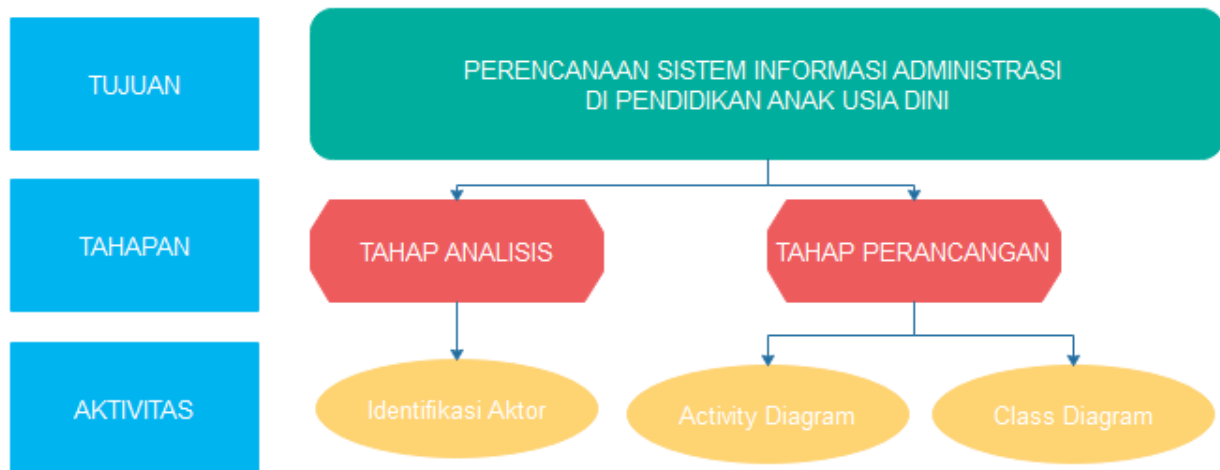 TUJUAN
PERENCANAAN SISTEM INFORMASI ADMINISTRASI
DI PENDIDIKAN ANAK USIA DINI
TAHAPAN
TAHAP ANALISIS
TAHAP PERANCANGAN
AKTIVITAS
Identifikasi Aktor
Activity Diagram
Class Diagram